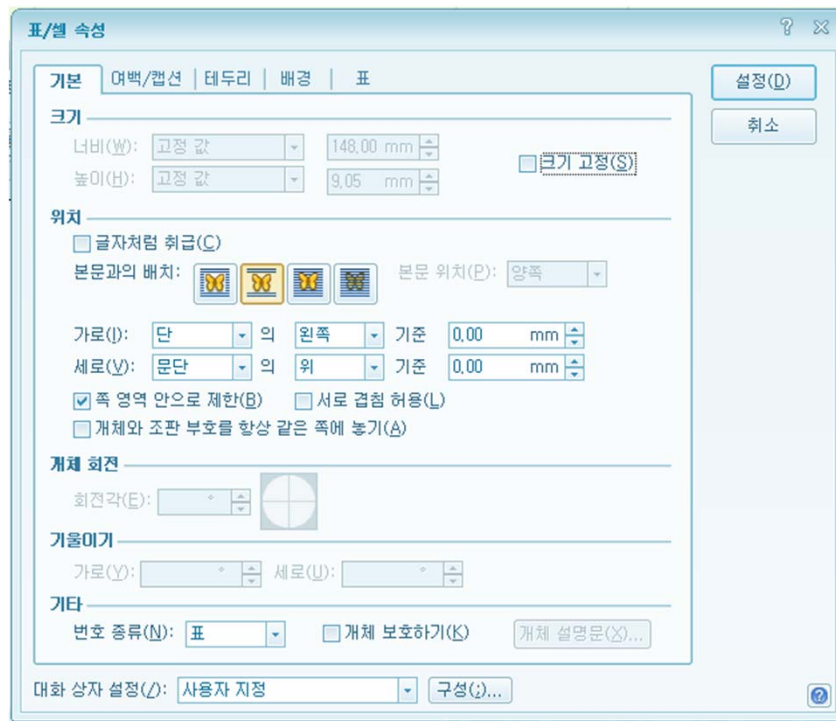 표/셀 속성
기본 여백/캡션 테두리 배경 표
설정(D)
취소
크기
너비(W): 고정 값 148,00 mm
크기 고정(S)
높이(H): 고정 값 9,05 mm
위치
글자처럼 취급(C)
본문과의 배치: 본문 위치(P): 양쪽
가로(I): 단 의 왼쪽 기준 0,00 mm
세로(V): 문단 의 위 기준 0,00 mm
쪽 영역 안으로 제한(B) 서로 겹침 허용(L)
개체와 조판 부호를 항상 같은 쪽에 놓기(A)
개체 회전
회전각(E): °
기울이기
가로(Y): ° 세로(U): °
기타
번호 종류(N): 표 개체 보호하기(K) 개체 설명문(X)...
대화 상자 설정(/): 사용자 지정 구성(;)...